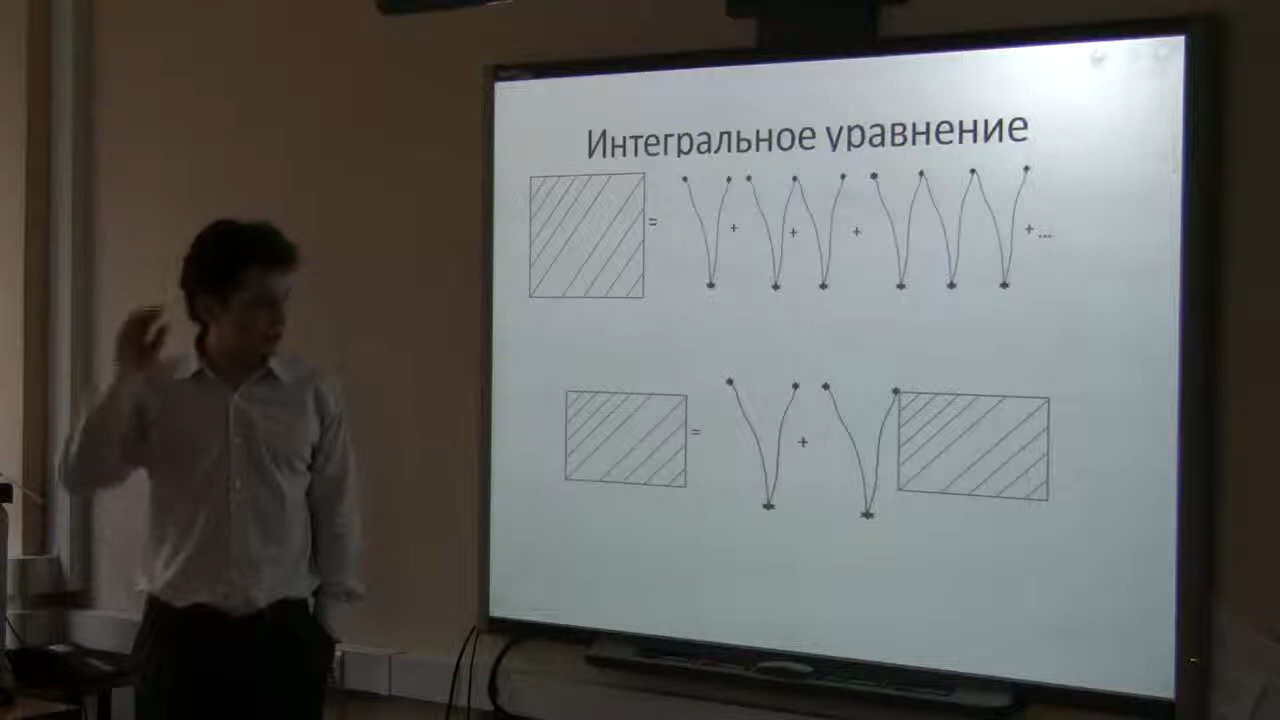 Интегральное уравнение
= + + + + ...
= +